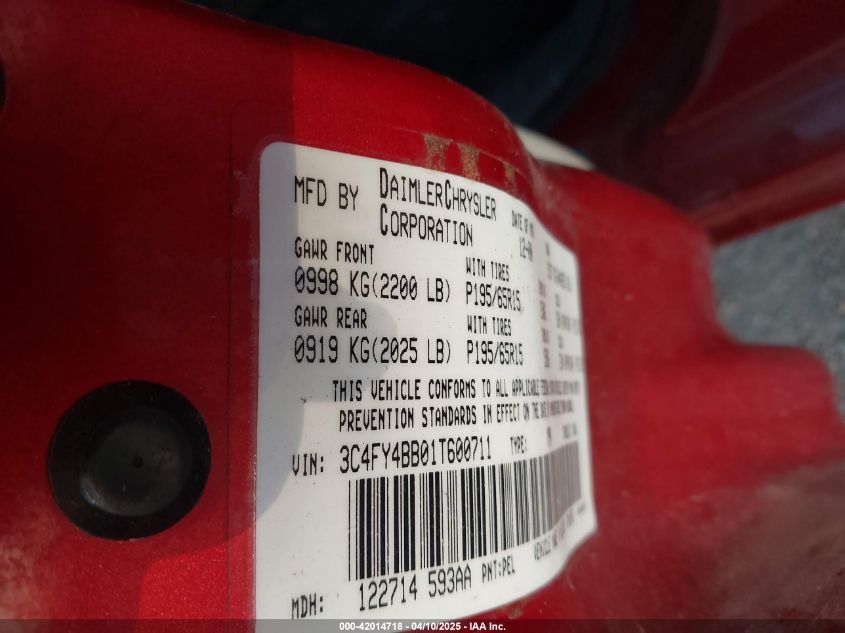 MFD BY DAIMLERCHRYSLER CORPORATION
DATE OF
GAWR FRONT WITH TIRES
0998 KG(2200 LB) P195/65R15
GAWR REAR WITH TIRES
0919 KG(2025 LB) P195/65R15
THIS VEHICLE CONFORMS TO ALL APPLICABLE
PREVENTION STANDARDS IN EFFECT ON THE
VIN: 3C4FY4BB01T600711 TYPE:
MDH: 122714 593AA PNT:PEL
000-42014718 - 04/10/2025 - IAA Inc.